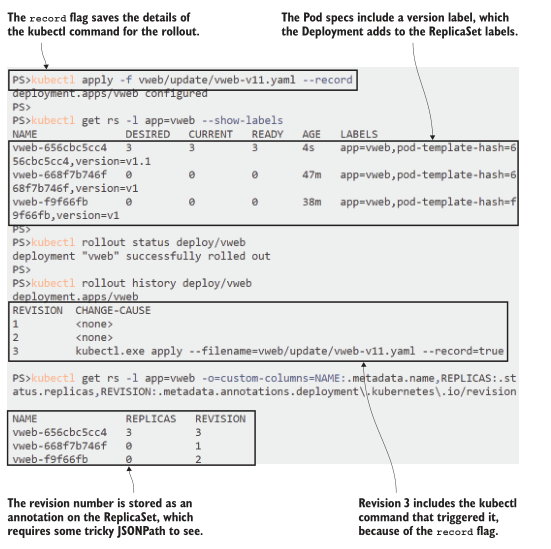 The record flag saves the details of
the kubectl command for the rollout.
The Pod specs include a version label, which
the Deployment adds to the ReplicaSet labels.
PS>kubectl apply -f vweb/update/vweb-v11.yaml --record
deployment.apps/vweb configured
PS>
PS>kubectl get rs -l app=vweb --show-labels
NAME DESIRED CURRENT READY AGE LABELS
vweb-656cbc5cc4 3 3 3 4s app=vweb,pod-template-hash=6
56cbc5cc4,version=v1.1
vweb-668f7b746f 0 0 0 47m app=vweb,pod-template-hash=6
68f7b746f,version=v1
vweb-f9f66fb 0 0 0 38m app=vweb,pod-template-hash=f
9f66fb,version=v1
PS>
PS>kubectl rollout status deploy/vweb
deployment "vweb" successfully rolled out
PS>
PS>kubectl rollout history deploy/vweb
deployment.apps/vweb
REVISION CHANGE-CAUSE
1 <none>
2 <none>
3 kubectl.exe apply --filename=vweb/update/vweb-v11.yaml --record=true
PS>kubectl get rs -l app=vweb -o=custom-columns=NAME:.metadata.name,REPLICAS:.st
atus.replicas,REVISION:.metadata.annotations.deployment\.kubernetes\.io/revision
NAME REPLICAS REVISION
vweb-656cbc5cc4 3 3
vweb-668f7b746f 0 1
vweb-f9f66fb 0 2
The revision number is stored as an
annotation on the ReplicaSet, which
requires some tricky JSONPath to see.
Revision 3 includes the kubectl
command that triggered it,
because of the record flag.